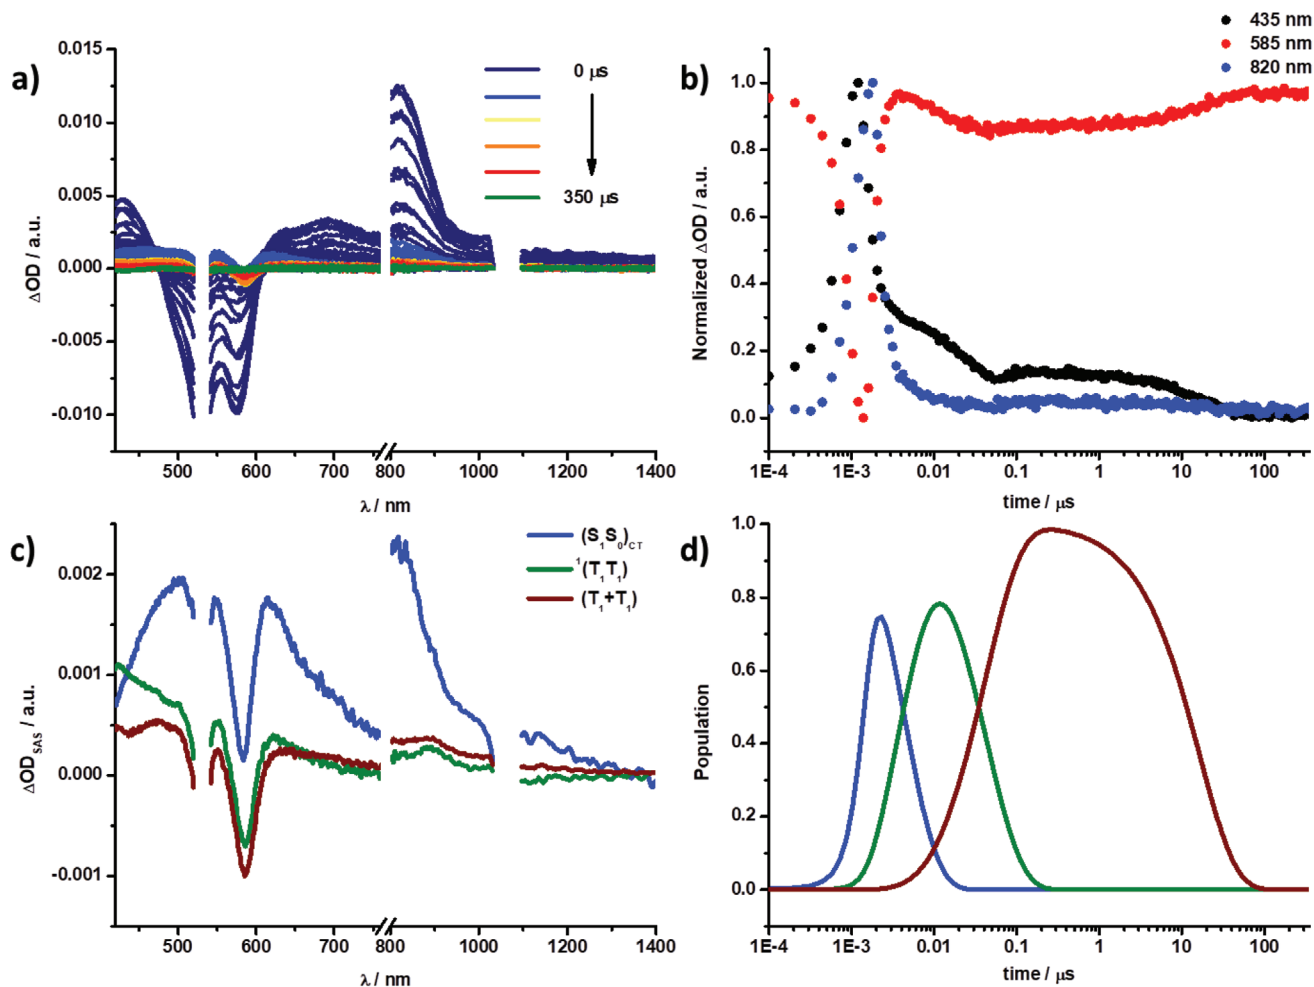 a)
0.015
0.010
0.005
0.000
-0.005
-0.010
ΔOD / a.u.
0 μs
350 μs
500 600 700 800 1000 1200 1400
λ / nm
b)
435 nm
585 nm
820 nm
1.0
0.8
0.6
0.4
0.2
0.0
Normalized ΔOD / a.u.
1E-4 1E-3 0.01 0.1 1 10 100
time / μs
c)
0.002
0.001
0.000
-0.001
ΔOD_SAS / a.u.
(S₁S₀)_CT
¹(T₁T₁)
(T₁+T₁)
500 600 700 800 1000 1200 1400
λ / nm
d)
1.0
0.8
0.6
0.4
0.2
0.0
Population
1E-4 1E-3 0.01 0.1 1 10 100
time / μs